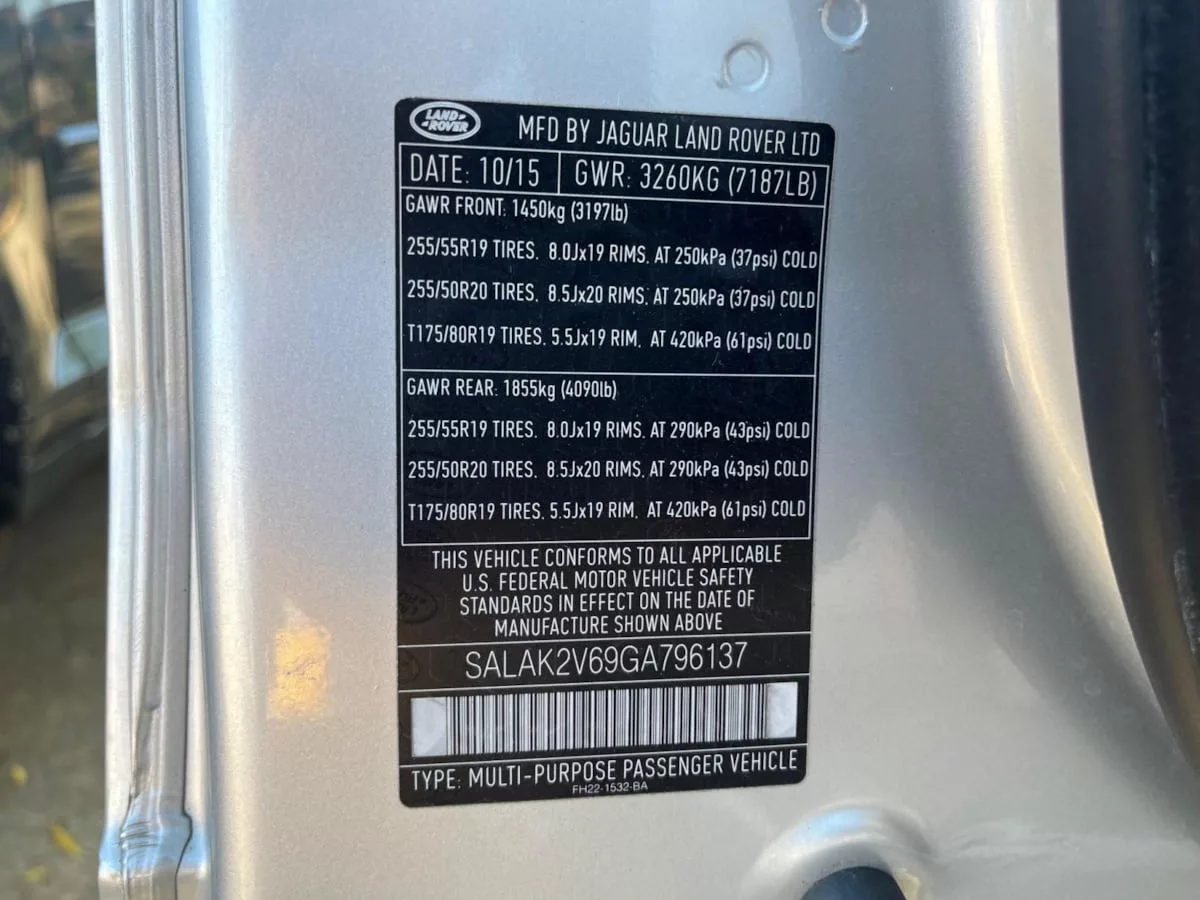 LAND ROVER
MFD BY JAGUAR LAND ROVER LTD
DATE: 10/15 GWR: 3260KG (7187LB)
GAWR FRONT: 1450kg (3197lb)
255/55R19 TIRES. 8.0Jx19 RIMS. AT 250kPa (37psi) COLD
255/50R20 TIRES. 8.5Jx20 RIMS. AT 250kPa (37psi) COLD
T175/80R19 TIRES. 5.5Jx19 RIM. AT 420kPa (61psi) COLD
GAWR REAR: 1855kg (4090lb)
255/55R19 TIRES. 8.0Jx19 RIMS. AT 290kPa (43psi) COLD
255/50R20 TIRES. 8.5Jx20 RIMS. AT 290kPa (43psi) COLD
T175/80R19 TIRES. 5.5Jx19 RIM. AT 420kPa (61psi) COLD
THIS VEHICLE CONFORMS TO ALL APPLICABLE
U.S. FEDERAL MOTOR VEHICLE SAFETY
STANDARDS IN EFFECT ON THE DATE OF
MANUFACTURE SHOWN ABOVE
SALAK2V69GA796137
TYPE: MULTI-PURPOSE PASSENGER VEHICLE
FH22-1532-BA